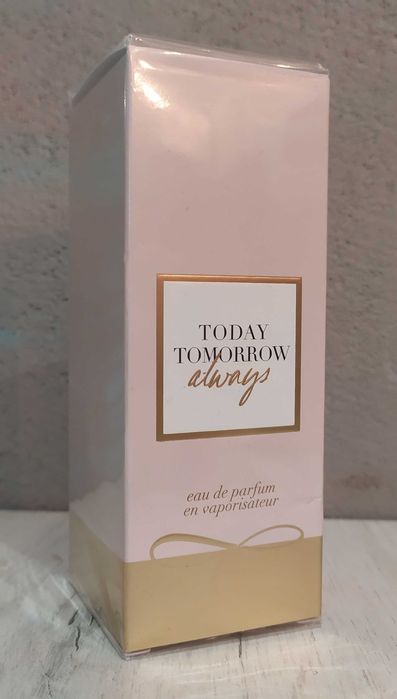 TODAY
TOMORROW
always
eau de parfum
en vaporisateur